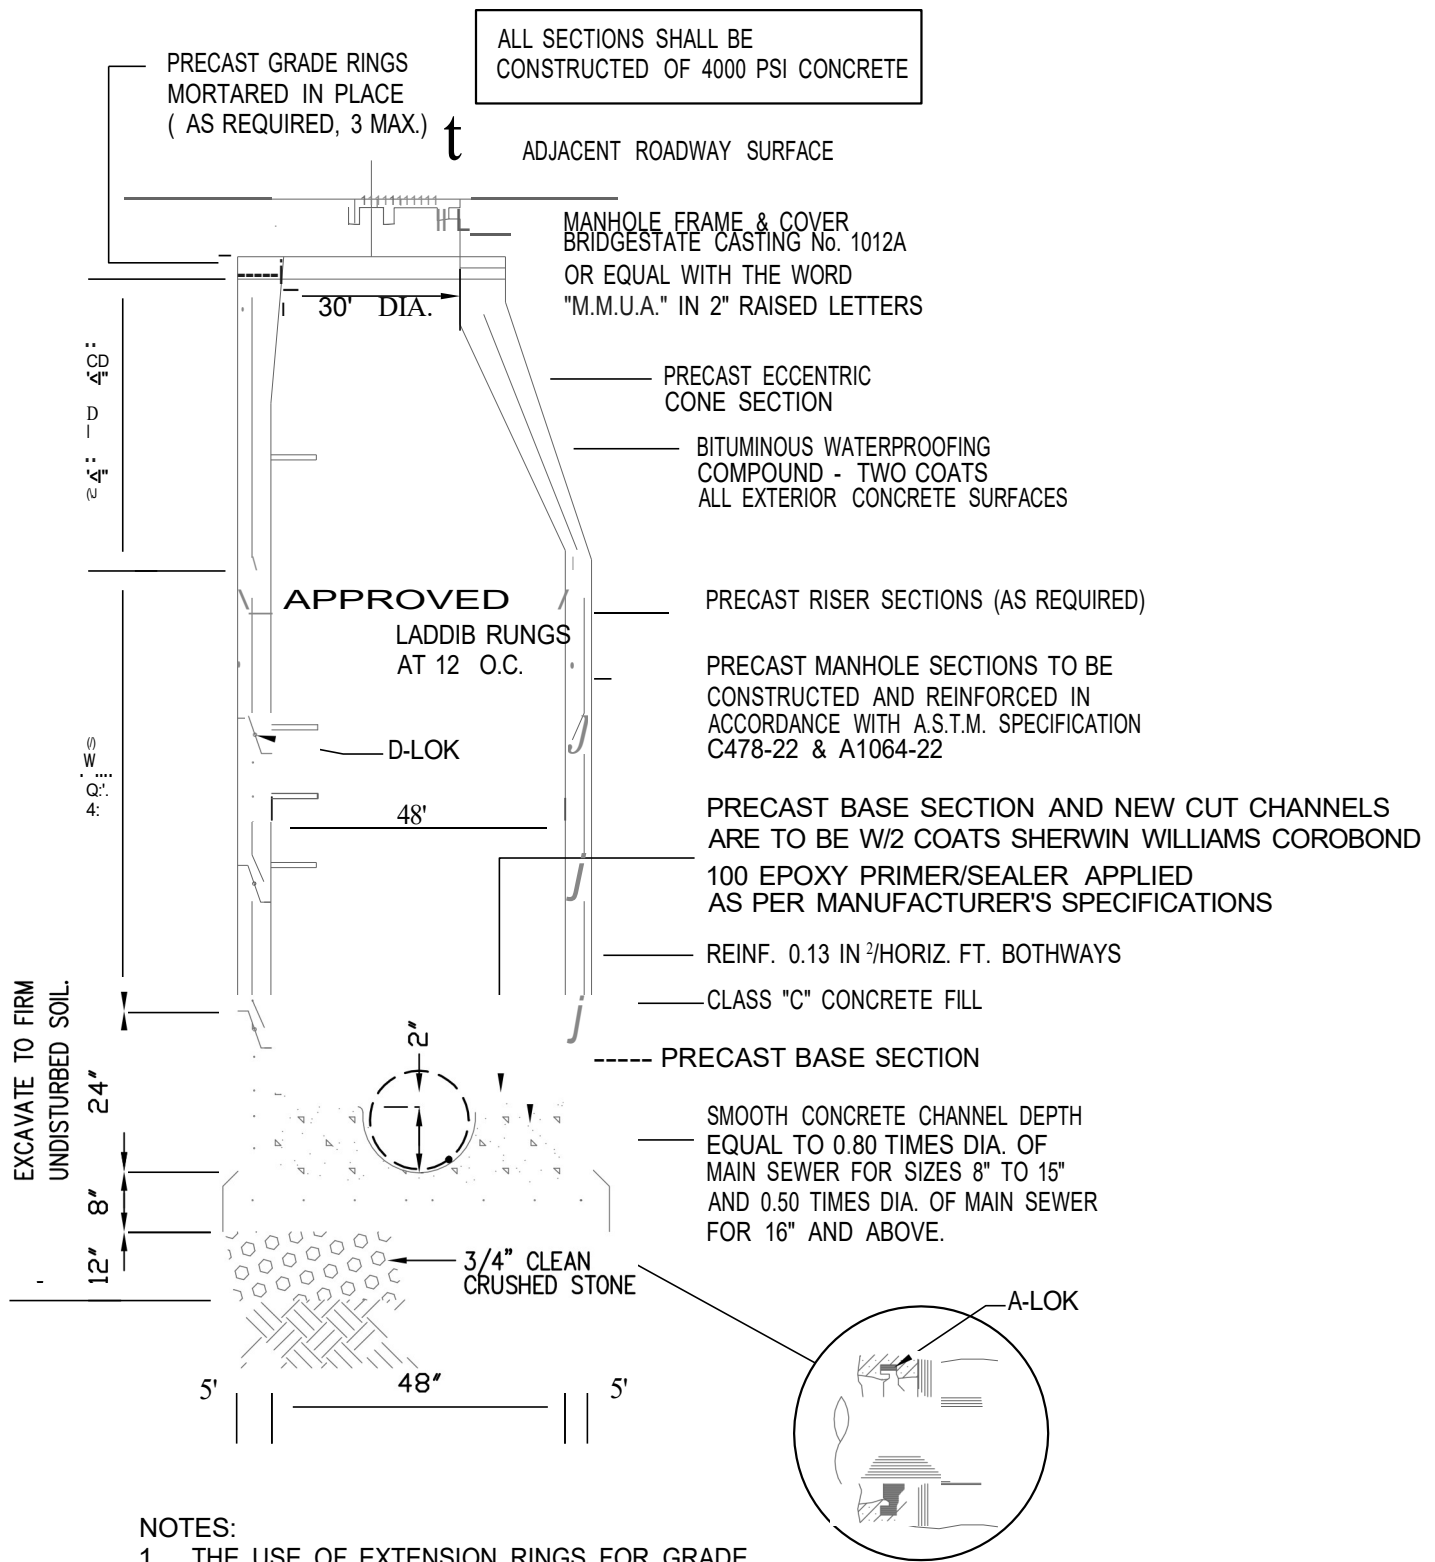 ALL SECTIONS SHALL BE
CONSTRUCTED OF 4000 PSI CONCRETE
PRECAST GRADE RINGS
MORTARED IN PLACE
( AS REQUIRED, 3 MAX.)
t
ADJACENT ROADWAY SURFACE
MANHOLE FRAME & COVER
BRIDGESTATE CASTING No. 1012A
OR EQUAL WITH THE WORD
"M.M.U.A." IN 2" RAISED LETTERS
30' DIA.
PRECAST ECCENTRIC
CONE SECTION
BITUMINOUS WATERPROOFING
COMPOUND - TWO COATS
ALL EXTERIOR CONCRETE SURFACES
APPROVED
LADDIB RUNGS
AT 12 O.C.
PRECAST RISER SECTIONS (AS REQUIRED)
PRECAST MANHOLE SECTIONS TO BE
CONSTRUCTED AND REINFORCED IN
ACCORDANCE WITH A.S.T.M. SPECIFICATION
C478-22 & A1064-22
D-LOK
48'
PRECAST BASE SECTION AND NEW CUT CHANNELS
ARE TO BE W/2 COATS SHERWIN WILLIAMS COROBOND
100 EPOXY PRIMER/SEALER APPLIED
AS PER MANUFACTURER'S SPECIFICATIONS
REINF. 0.13 IN ²/HORIZ. FT. BOTHWAYS
CLASS "C" CONCRETE FILL
PRECAST BASE SECTION
EXCAVATE TO FIRM
UNDISTURBED SOIL.
24"
8"
12"
2"
SMOOTH CONCRETE CHANNEL DEPTH
EQUAL TO 0.80 TIMES DIA. OF
MAIN SEWER FOR SIZES 8" TO 15"
AND 0.50 TIMES DIA. OF MAIN SEWER
FOR 16" AND ABOVE.
3/4" CLEAN
CRUSHED STONE
A-LOK
5'
48"
5'
NOTES:
1. THE USE OF EXTENSION RINGS FOR GRADE